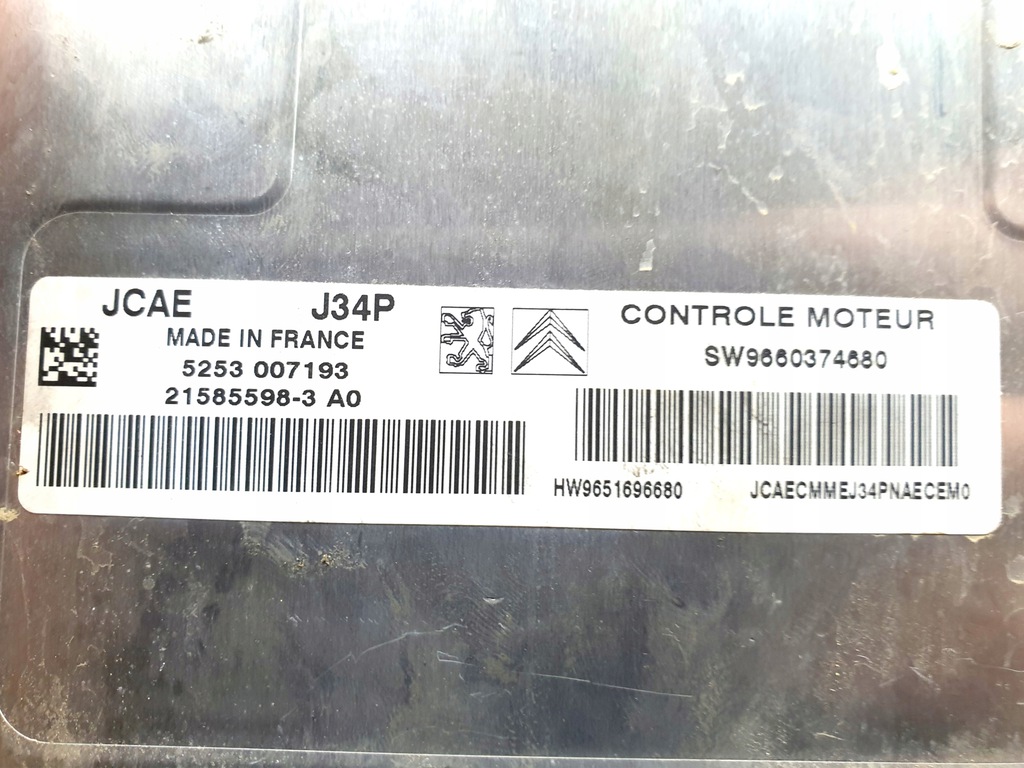 JCAE J34P
MADE IN FRANCE
5253 007193
21585598-3 A0
CONTROLE MOTEUR
SW9660374680
HW9651696680 JCAECMMEJ34PNAECEM0